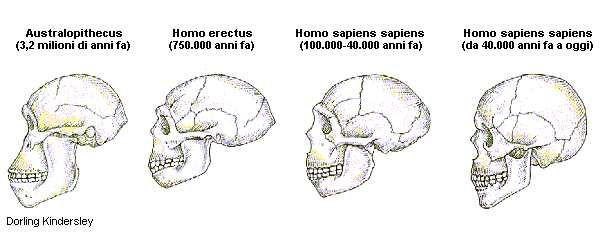 Australopithecus
(3,2 milioni di anni fa)
Homo erectus
(750.000 anni fa)
Homo sapiens sapiens
(100.000-40.000 anni fa)
Homo sapiens sapiens
(da 40.000 anni fa a oggi)
Dorling Kindersley